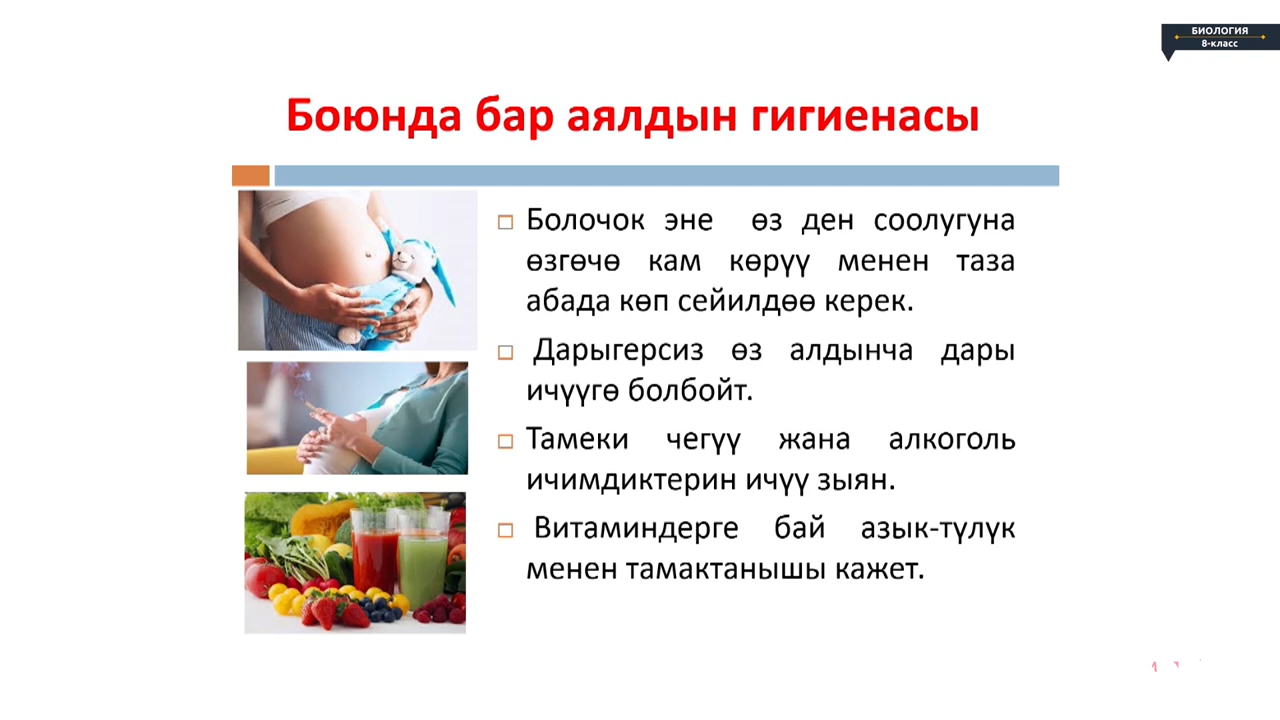 БИОЛОГИЯ
8-класс
Боюнда бар аялдын гигиенасы
Болочок эне өз ден соолугуна
өзгөчө кам көрүү менен таза
абада көп сейилдөө керек.
Дарыгерсиз өз алдынча дары
ичүүгө болбойт.
Тамеки чегүү жана алкоголь
ичимдиктерин ичүү зыян.
Витаминдерге бай азык-түлүк
менен тамактанышы кажет.